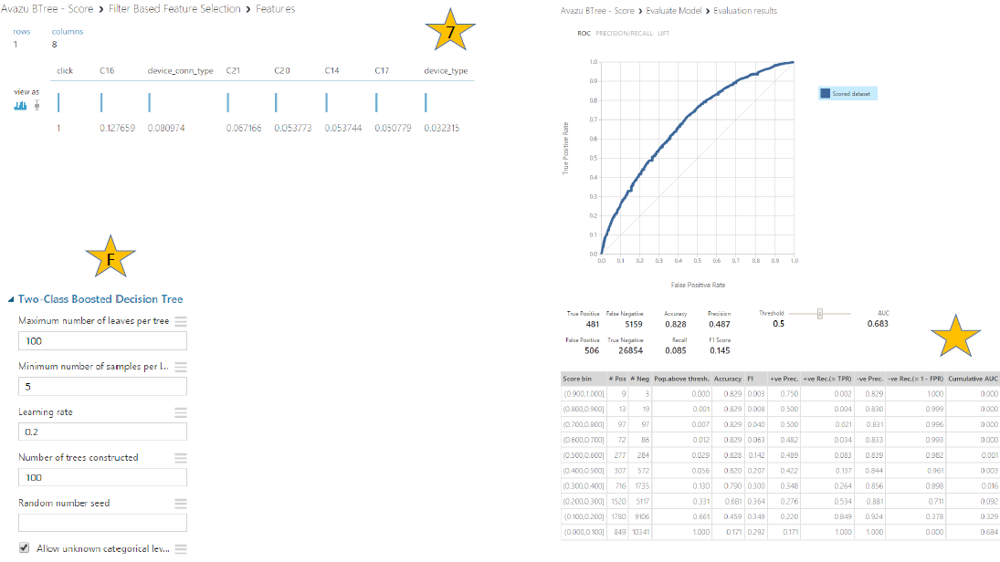 Avazu BTree - Score > Filter Based Feature Selection > Features
rows columns
1 8
7
click C16 device_conn_type C21 C20 C14 C17 device_type
view as
1 0.127659 0.080974 0.067166 0.053773 0.053744 0.050779 0.032315
F
Two-Class Boosted Decision Tree
Maximum number of leaves per tree
100
Minimum number of samples per l...
5
Learning rate
0.2
Number of trees constructed
100
Random number seed
Allow unknown categorical lev...
Avazu BTree - Score > Evaluate Model > Evaluation results
ROC PRECISION/RECALL LIFT
1.0
0.9
0.8
0.7
0.6
0.5
0.4
0.3
0.2
0.1
0.0
True Positive Rate
0.0 0.1 0.2 0.3 0.4 0.5 0.6 0.7 0.8 0.9 1.0
False Positive Rate
Scored dataset
True Positive False Negative Accuracy Precision Threshold AUC
481 5159 0.828 0.487 0.5 0.683
False Positive True Negative Recall F1 Score
506 26854 0.085 0.145
Score bin # Pos # Neg Pop.above thresh. Accuracy F1 +ve Prec. +ve Rec.(= TPR) -ve Prec. -ve Rec.(= 1 - FPR) Cumulative AUC
(0.900,1.000] 9 3 0.000 0.829 0.003 0.750 0.002 0.829 1.000 0.000
(0.800,0.900] 13 19 0.001 0.829 0.008 0.500 0.004 0.830 0.999 0.000
(0.700,0.800] 97 97 0.007 0.829 0.040 0.500 0.021 0.831 0.996 0.000
(0.600,0.700] 72 86 0.012 0.829 0.063 0.482 0.034 0.833 0.993 0.000
(0.500,0.600] 277 284 0.029 0.828 0.142 0.489 0.083 0.839 0.982 0.001
(0.400,0.500] 307 572 0.056 0.820 0.207 0.422 0.137 0.844 0.961 0.003
(0.300,0.400] 716 1735 0.130 0.790 0.300 0.348 0.264 0.856 0.898 0.016
(0.200,0.300] 1520 5117 0.331 0.681 0.364 0.276 0.534 0.881 0.711 0.092
(0.100,0.200] 1780 9106 0.661 0.459 0.349 0.220 0.849 0.924 0.378 0.329
(0.000,0.100] 849 10341 1.000 0.171 0.292 0.171 1.000 1.000 0.000 0.684